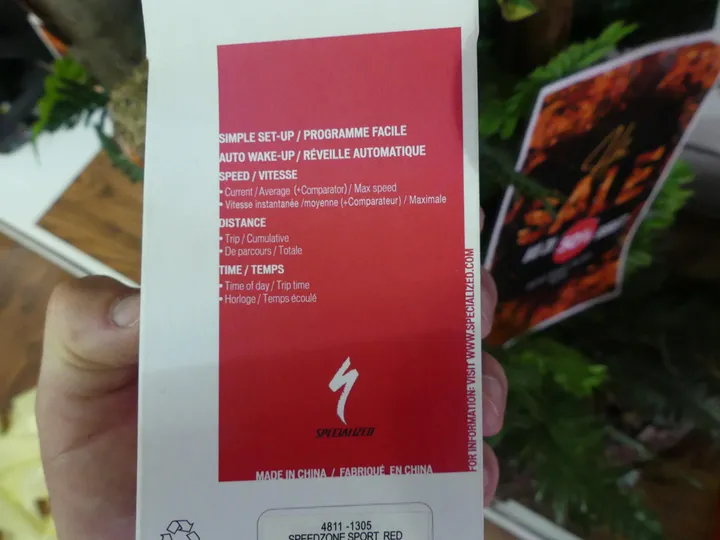 SIMPLE SET-UP / PROGRAMME FACILE
AUTO WAKE-UP / RÉVEILLE AUTOMATIQUE
SPEED / VITESSE
• Current / Average (+Comparator) / Max speed
• Vitesse instantanée /moyenne (+Comparateur) / Maximale
DISTANCE
• Trip / Cumulative
• De parcours / Totale
TIME / TEMPS
• Time of day / Trip time
• Horloge / Temps écoulé
SPECIALIZED
MADE IN CHINA / FABRIQUÉ EN CHINA
FOR INFORMATIONE VISIT WWW.SPECIALIZED.COM
4811 -1305
SPEEDZONE SPORT RED
SALE